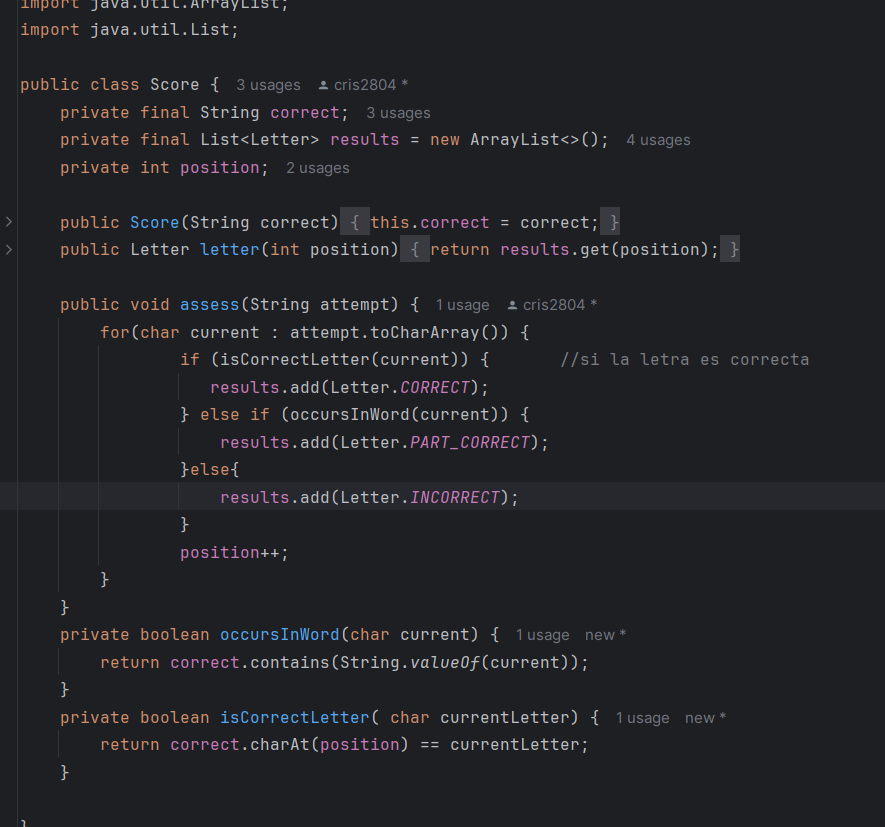 import java.util.ArrayList;
import java.util.List;
public class Score { 3 usages cris2804 *
private final String correct; 3 usages
private final List<Letter> results = new ArrayList<>(); 4 usages
private int position; 2 usages
public Score(String correct) { this.correct = correct; }
public Letter letter(int position) { return results.get(position); }
public void assess(String attempt) { 1 usage cris2804 *
for(char current : attempt.toCharArray()) {
if (isCorrectLetter(current)) { //si la letra es correcta
results.add(Letter.CORRECT);
} else if (occursInWord(current)) {
results.add(Letter.PART_CORRECT);
}else{
results.add(Letter.INCORRECT);
}
position++;
}
}
private boolean occursInWord(char current) { 1 usage new *
return correct.contains(String.valueOf(current));
}
private boolean isCorrectLetter( char currentLetter) { 1 usage new *
return correct.charAt(position) == currentLetter;
}
}